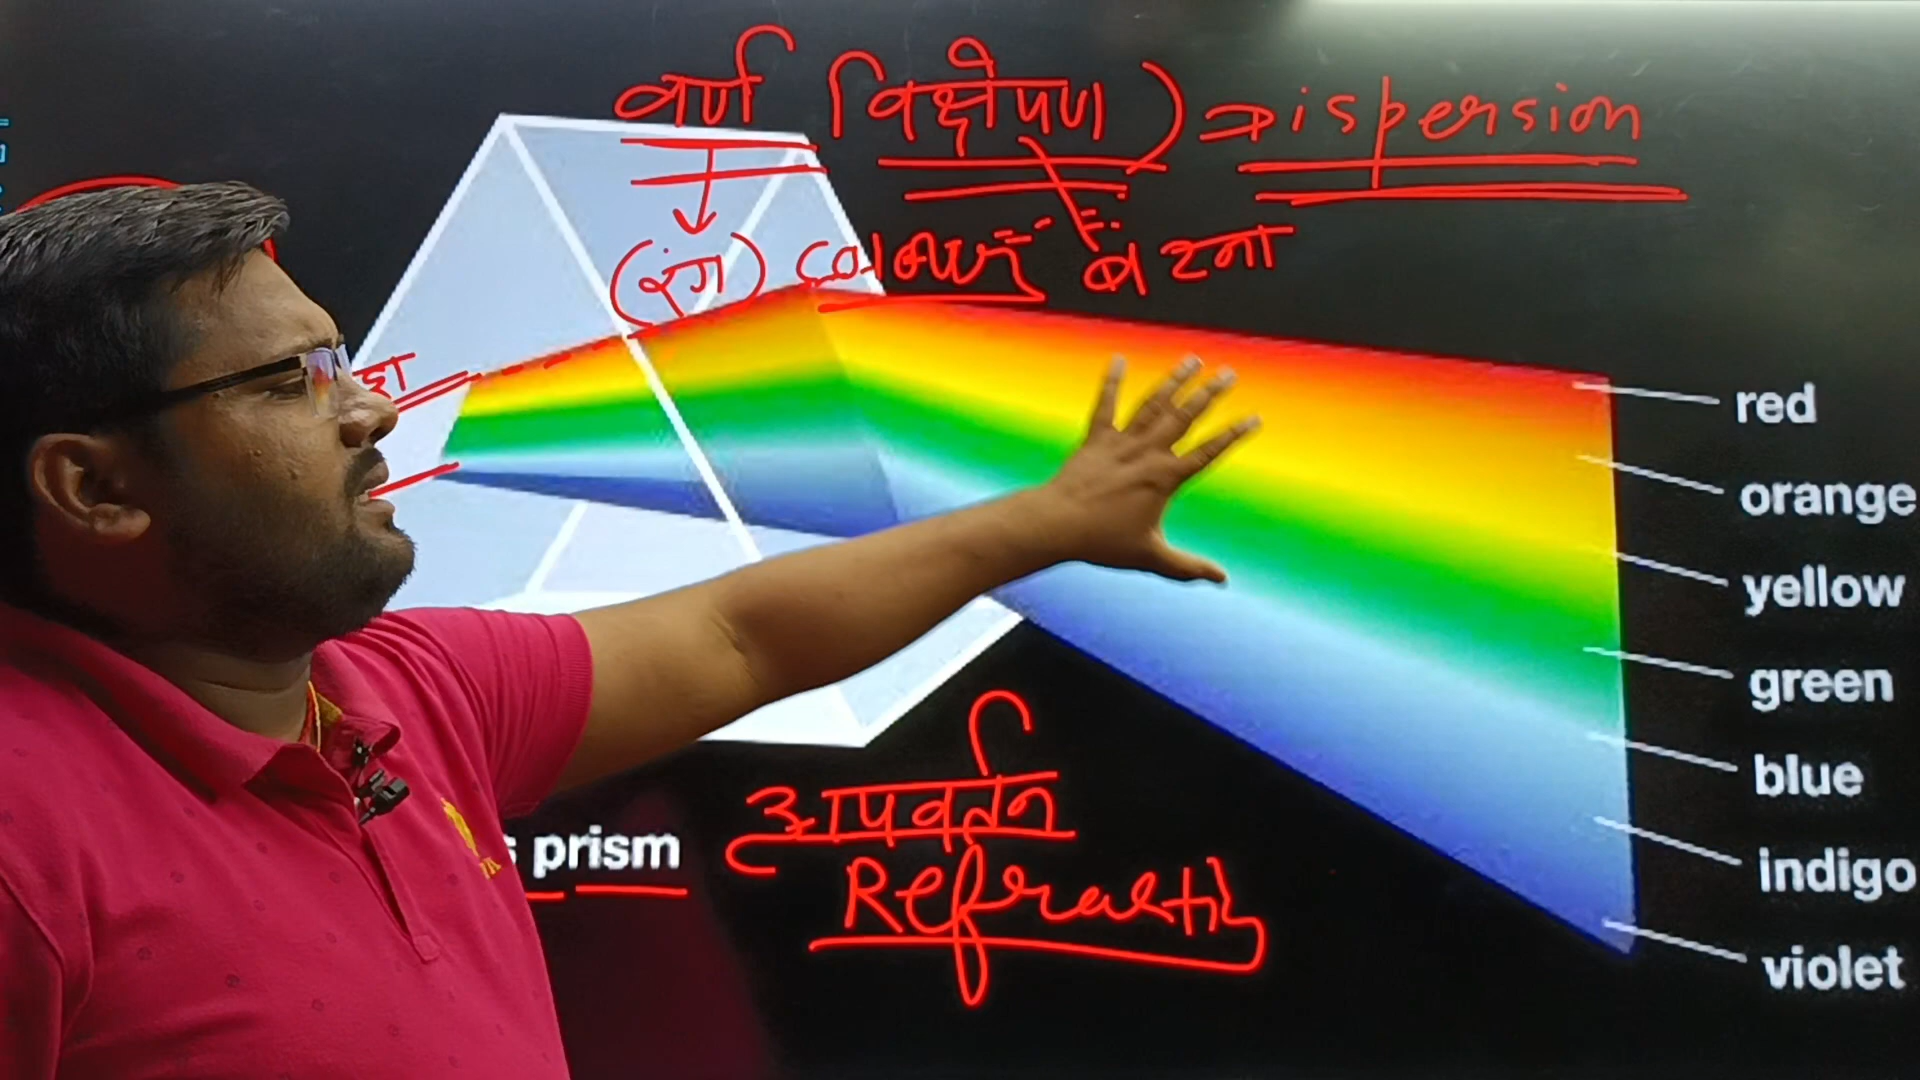 वर्ण (विक्षेपण) → Dispersion
(रंग) colour बाटना
red
orange
yellow
green
blue
indigo
violet
prism
अपवर्तन
Refraction